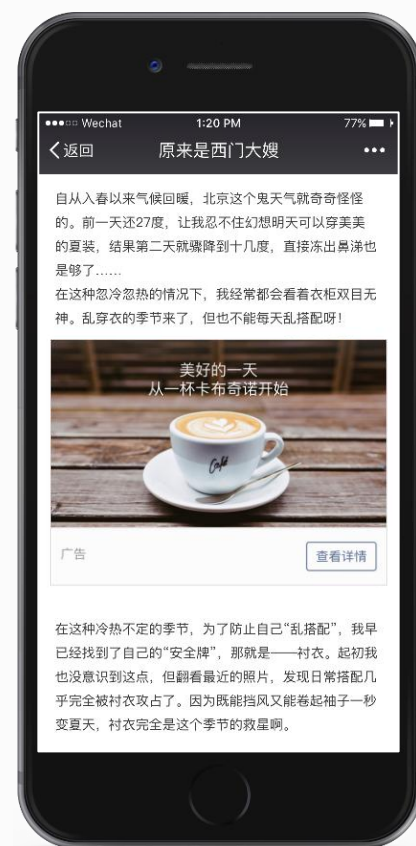 Wechat 1:20 PM 77%
返回 原来是西门大嫂
自从入春以来气候回暖，北京这个鬼天气就奇奇怪怪
的。前一天还27度，让我忍不住幻想明天可以穿美美
的夏装，结果第二天就骤降到十几度，直接冻出鼻涕也
是够了……
在这种忽冷忽热的情况下，我经常都会看着衣柜双目无
神。乱穿衣的季节来了，但也不能每天乱搭配呀！
美好的一天
从一杯卡布奇诺开始
Café
广告 查看详情
在这种冷热不定的季节，为了防止自己“乱搭配”，我早
已经找到了自己的“安全牌”，那就是——衬衣。起初我
也没意识到这点，但翻看最近的照片，发现日常搭配几
乎完全被衬衣攻占了。因为既能挡风又能卷起袖子一秒
变夏天，衬衣完全是这个季节的救星啊。